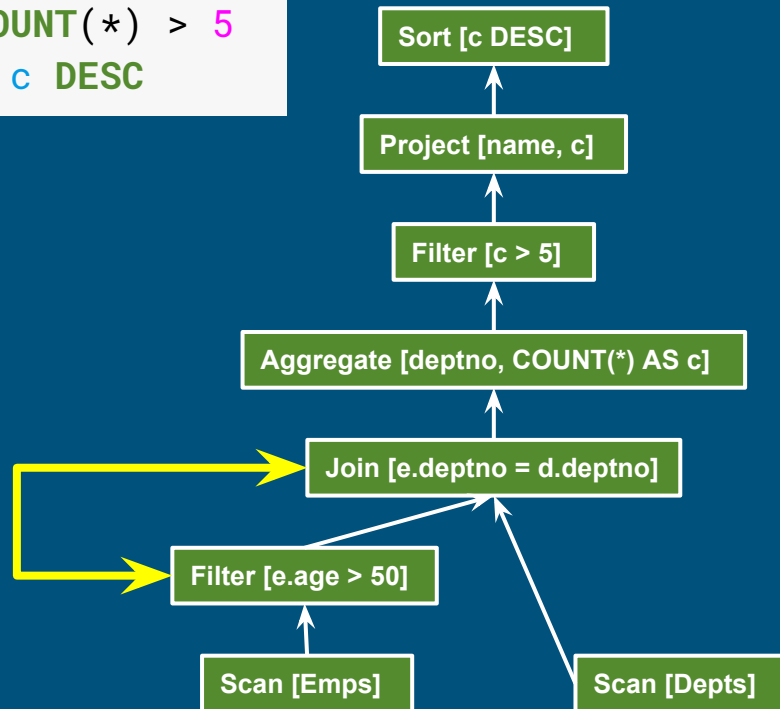 COUNT(*) > 5
c DESC
Sort [c DESC]
Project [name, c]
Filter [c > 5]
Aggregate [deptno, COUNT(*) AS c]
Join [e.deptno = d.deptno]
Filter [e.age > 50]
Scan [Emps]
Scan [Depts]